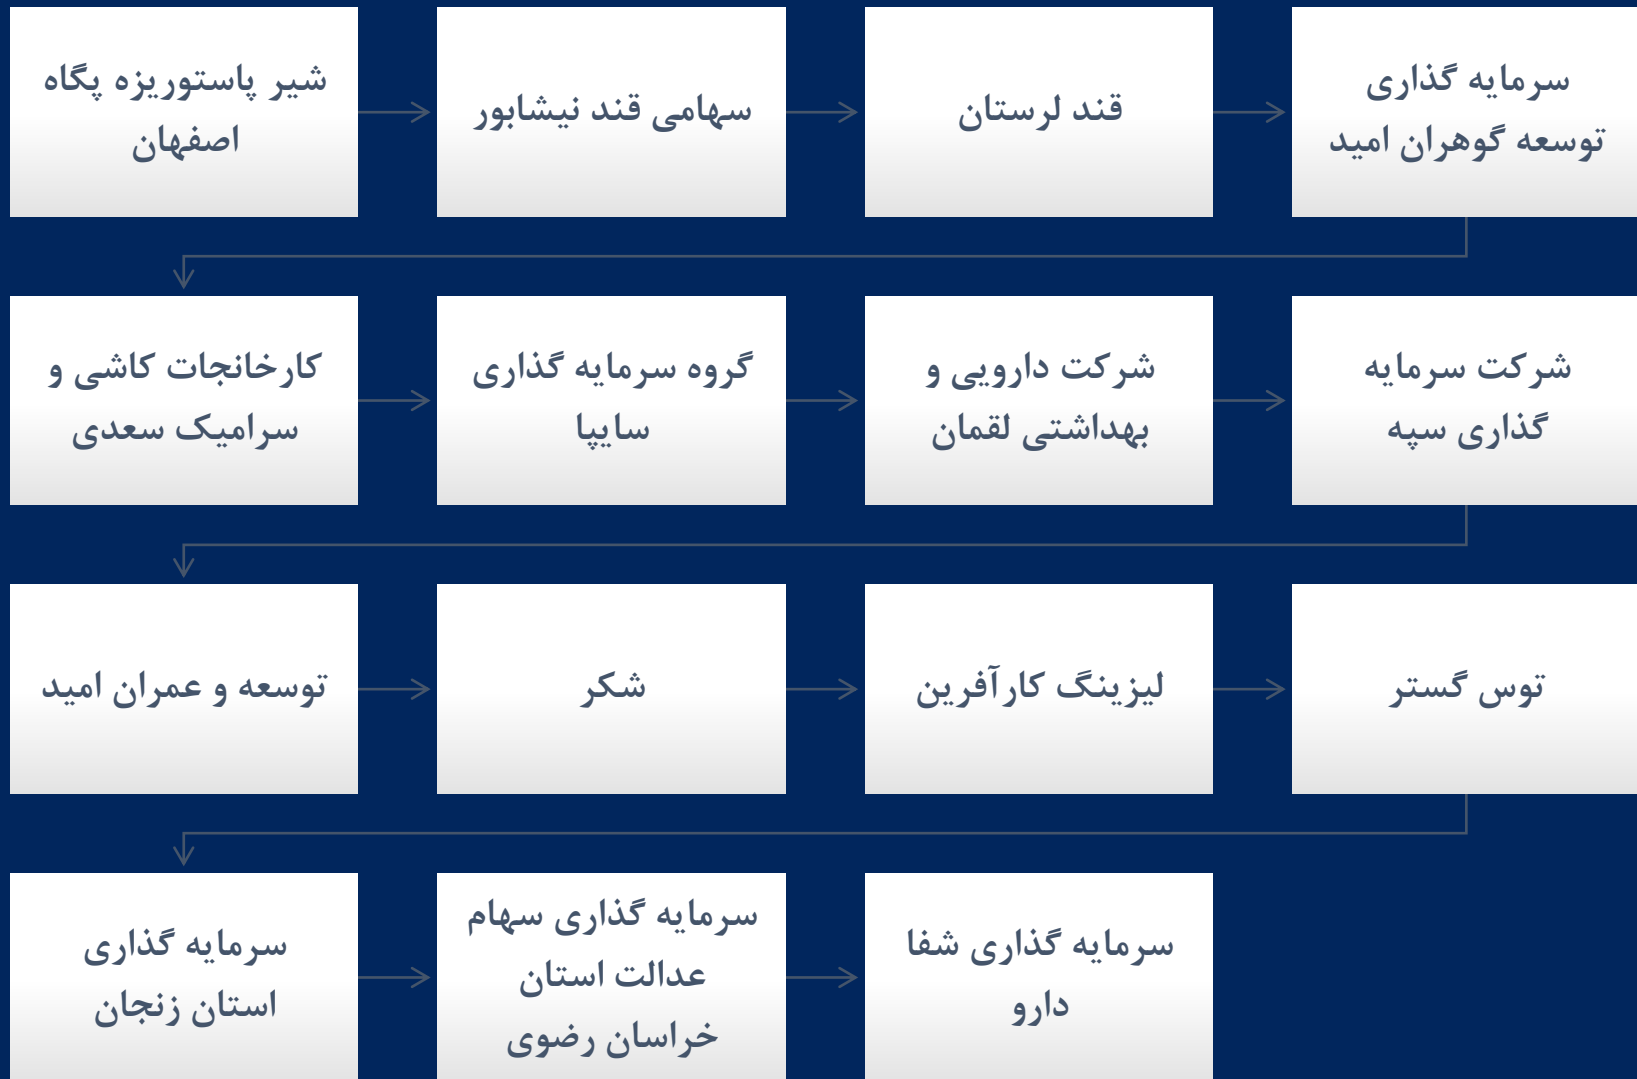 شیر پاستوریزه پگاه
اصفهان
سهامی قند نیشابور
قند لرستان
سرمایه گذاری
توسعه گوهران امید
کارخانجات کاشی و
سرامیک سعدی
گروه سرمایه گذاری
سایپا
شرکت دارویی و
بهداشتی لقمان
شرکت سرمایه
گذاری سپه
توسعه و عمران امید
شکر
لیزینگ کارآفرین
توس گستر
سرمایه گذاری
استان زنجان
سرمایه گذاری سهام
عدالت استان
خراسان رضوی
سرمایه گذاری شفا
دارو